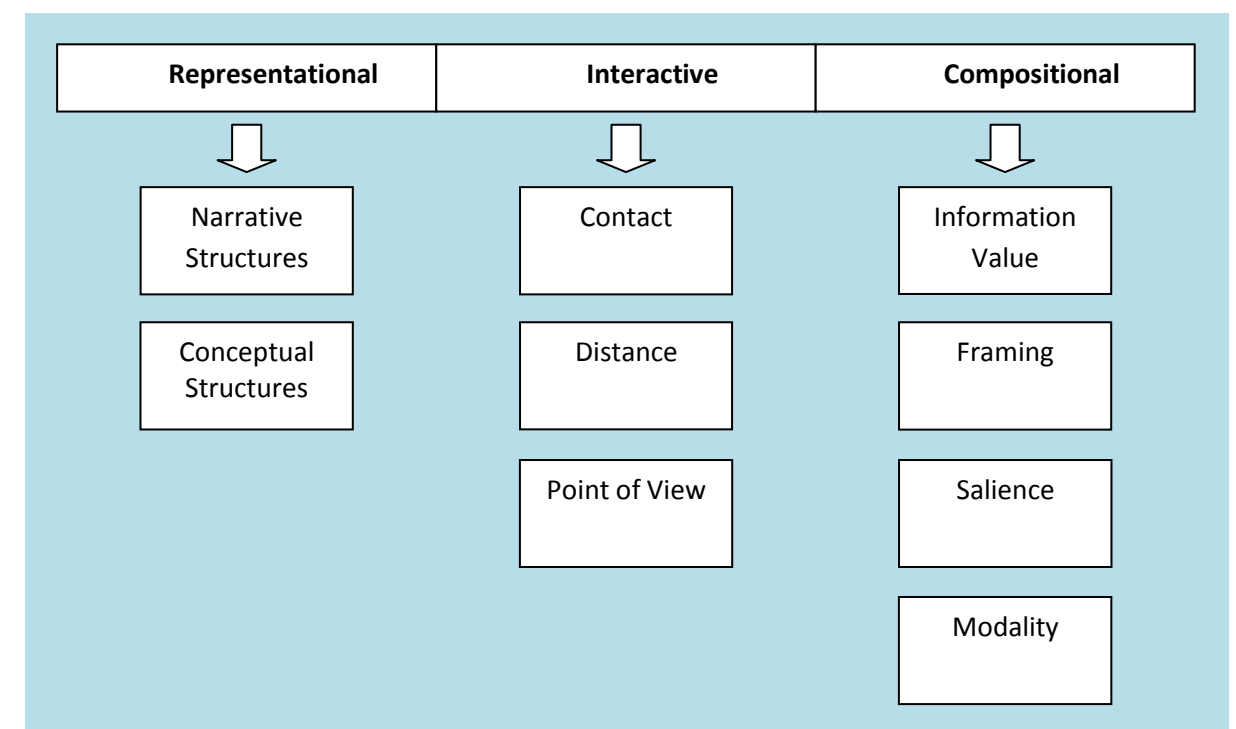 Representational
Interactive
Compositional
Narrative
Structures
Contact
Information
Value
Conceptual
Structures
Distance
Framing
Point of View
Salience
Modality